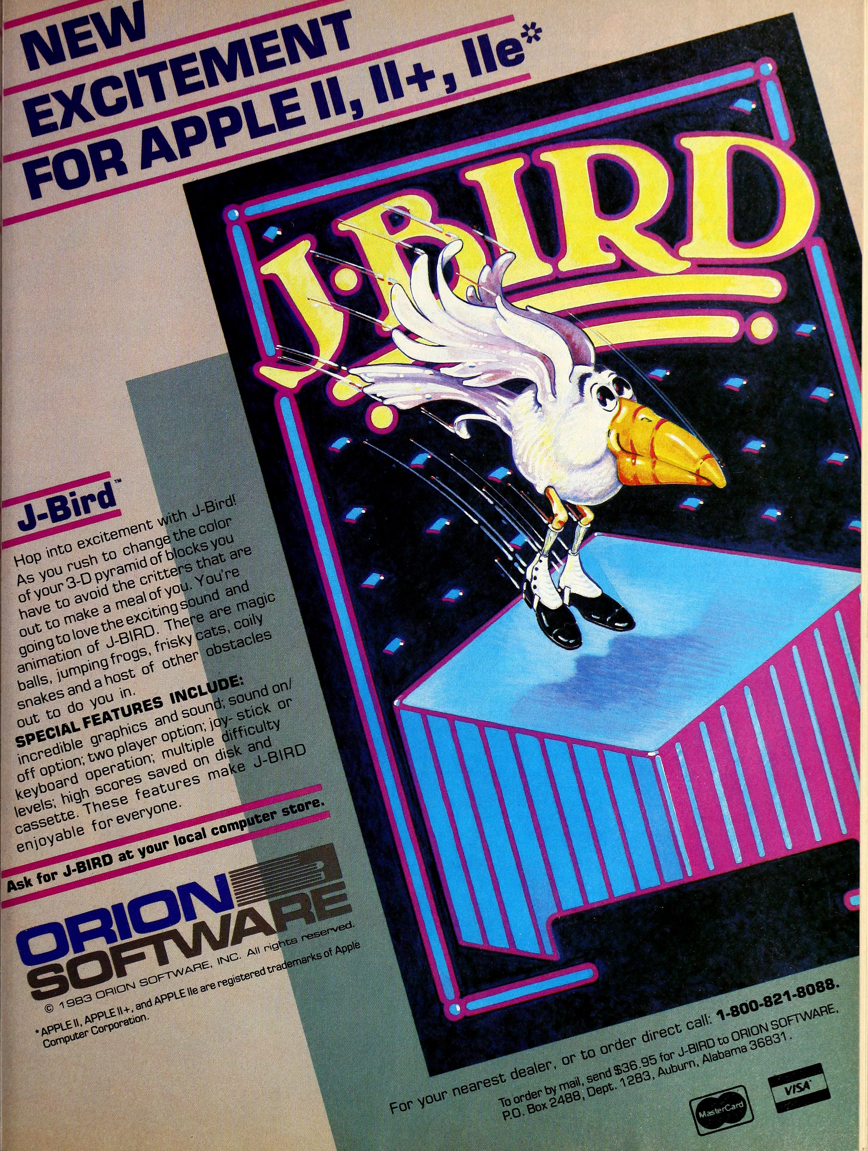 NEW
EXCITEMENT
FOR APPLE II, II+, IIe*
J·BIRD
J-Bird™
Hop into excitement with J-Bird!
As you rush to change the color
of your 3-D pyramid of blocks you
have to avoid the critters that are
out to make a meal of you. You're
going to love the exciting sound and
animation of J-BIRD. There are magic
balls, jumping frogs, frisky cats, coily
snakes and a host of other obstacles
out to do you in.
SPECIAL FEATURES INCLUDE:
incredible graphics and sound; sound on/
off option; two player option; joy- stick or
keyboard operation; multiple difficulty
levels; high scores saved on disk and
cassette. These features make J-BIRD
enjoyable for everyone.
Ask for J-BIRD at your local computer store.
ORION
SOFTWARE
© 1983 ORION SOFTWARE, INC. All rights reserved.
*APPLE II, APPLE II+, and APPLE IIe are registered trademarks of Apple
Computer Corporation.
For your nearest dealer, or to order direct call: 1-800-821-8088.
To order by mail, send $36.95 for J-BIRD to ORION SOFTWARE,
P.O. Box 2488, Dept. 1283, Auburn, Alabama 36831.
MasterCard
VISA